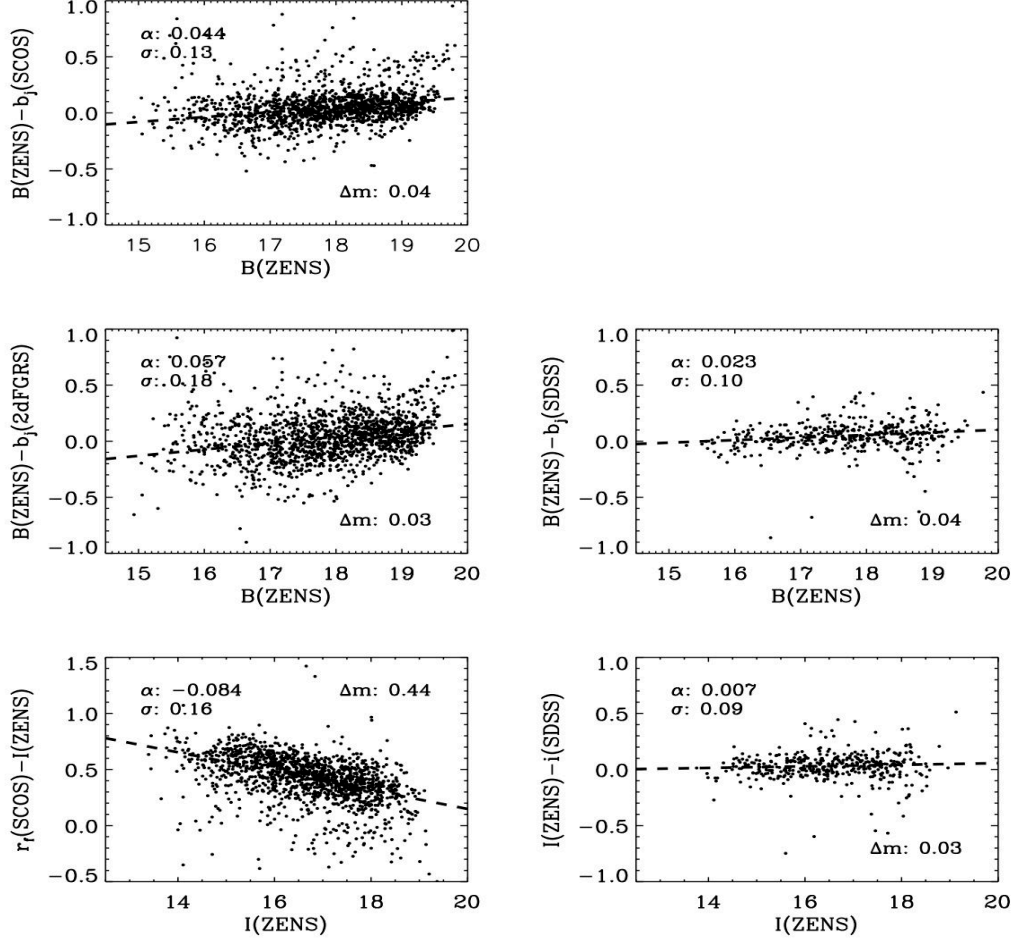 B(ZENS)−bj(SCOS)
1.0
0.5
0.0
−0.5
−1.0
α: 0.044
σ: 0.13
Δm: 0.04
15 16 17 18 19 20
B(ZENS)
B(ZENS)−bj(2dFGRS)
1.0
0.5
0.0
−0.5
−1.0
α: 0.057
σ: 0.18
Δm: 0.03
15 16 17 18 19 20
B(ZENS)
B(ZENS)−bj(SDSS)
1.0
0.5
0.0
−0.5
−1.0
α: 0.023
σ: 0.10
Δm: 0.04
15 16 17 18 19 20
B(ZENS)
rf(SCOS)−I(ZENS)
1.5
1.0
0.5
0.0
−0.5
α: −0.084
σ: 0.16
Δm: 0.44
14 16 18 20
I(ZENS)
I(ZENS)−i(SDSS)
1.0
0.5
0.0
−0.5
−1.0
α: 0.007
σ: 0.09
Δm: 0.03
14 16 18 20
I(ZENS)